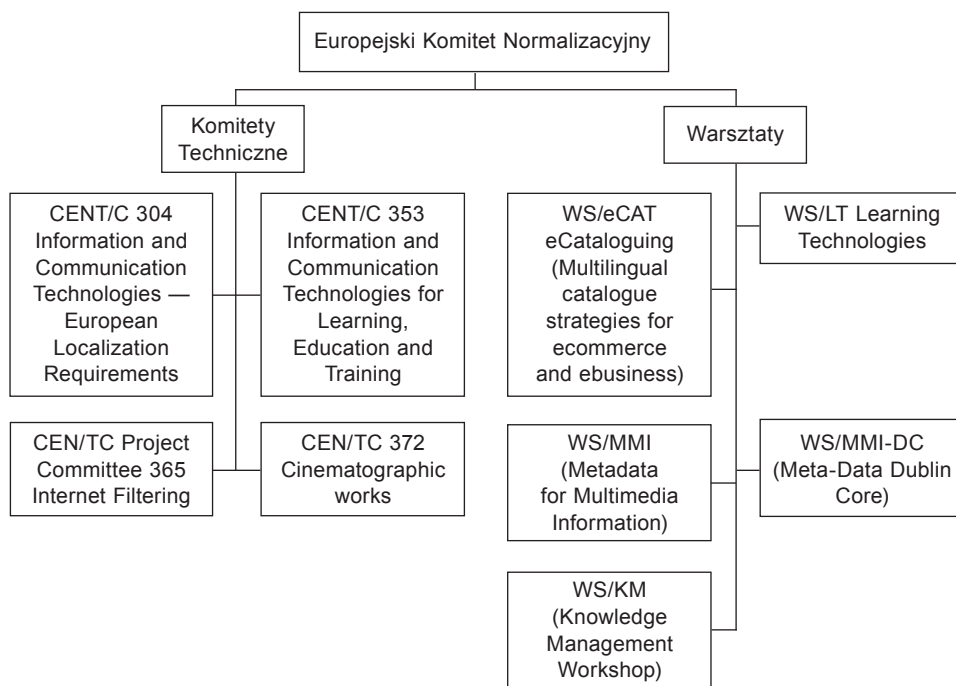 Europejski Komitet Normalizacyjny
Komitety
Techniczne
Warsztaty
CENT/C 304
Information and
Communication
Technologies —
European
Localization
Requirements
CENT/C 353
Information and
Communication
Technologies for
Learning,
Education and
Training
WS/eCAT
eCataloguing
(Multilingual
catalogue
strategies for
ecommerce
and ebusiness)
WS/LT Learning
Technologies
CEN/TC Project
Committee 365
Internet Filtering
CEN/TC 372
Cinematographic
works
WS/MMI
(Metadata
for Multimedia
Information)
WS/MMI-DC
(Meta-Data Dublin
Core)
WS/KM
(Knowledge
Management
Workshop)